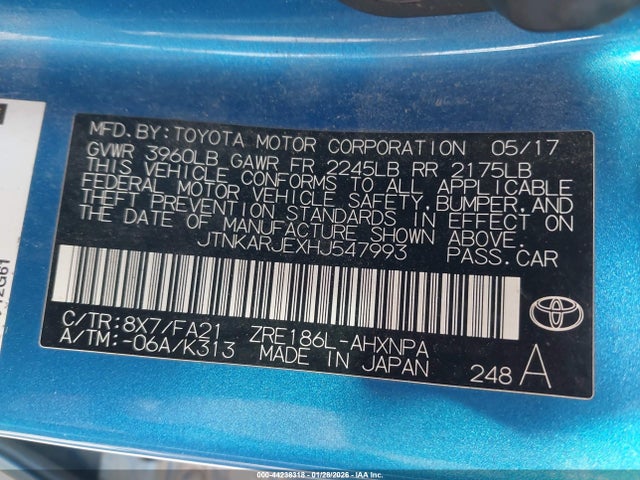 MFD. BY: TOYOTA MOTOR CORPORATION 05/17
GVWR 3960LB GAWR FR 2245LB RR 2175LB
THIS VEHICLE CONFORMS TO ALL APPLICABLE
FEDERAL MOTOR VEHICLE SAFETY, BUMPER, AND
THEFT PREVENTION STANDARDS IN EFFECT ON
THE DATE OF MANUFACTURE SHOWN ABOVE.
JTNKARJEXHJ547993 PASS.CAR
C/TR:8X7/FA21 ZRE186L-AHXNPA
A/TM:-06A/K313 MADE IN JAPAN 248A
TOYOTA
000-44238318 | 01/28/2026 | IAA Inc.